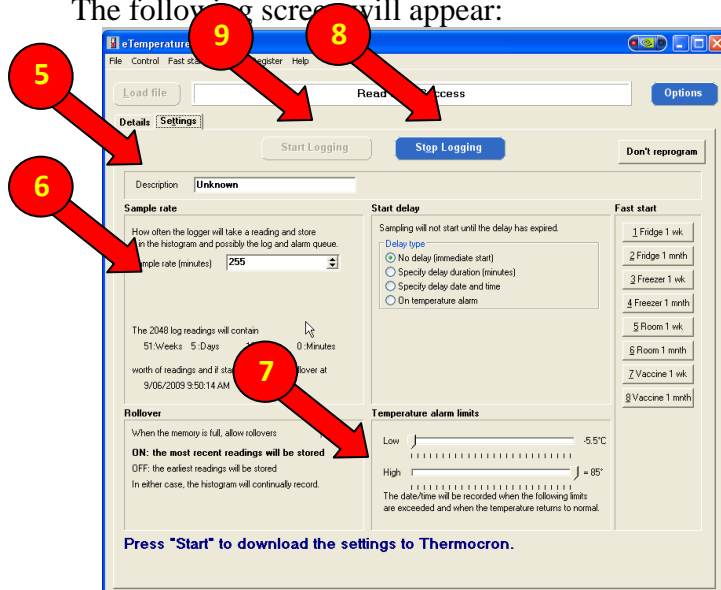 The following screen will appear:
9
8
eTemperature
File Control Fast Register Help
5
Load file
Options
Details Settings
Start Logging
Stop Logging
Don't reprogram
Description Unknown
6
Sample rate
How often the logger will take a reading and store
in the histogram and possibly the log and alarm queue.
(minutes) 255
The 2048 log readings will contain
51:Weeks 5 :Days 0 :Minutes
worth of readings and if at
9/06/2009 9:50:14 AM
7
Start delay
Sampling will not start until the delay has expired.
Delay type
No delay (immediate start)
Specify delay duration (minutes)
Specify delay date and time
On temperature alarm
Fast start
1 Fridge 1 wk
2 Fridge 1 mnth
3 Freezer 1 wk
4 Freezer 1 mnth
5 Room 1 wk
6 Room 1 mnth
7 Vaccine 1 wk
8 Vaccine 1 mnth
Rollover
When the memory is full, allow rollovers
ON: the most recent readings will be stored
OFF: the earliest readings will be stored
In either case, the histogram will continually record.
Temperature alarm limits
Low -5.5°C
High = 85°
The date/time will be recorded when the following limits
are exceeded and when the temperature returns to normal.
Press "Start" to download the settings to Thermocron.